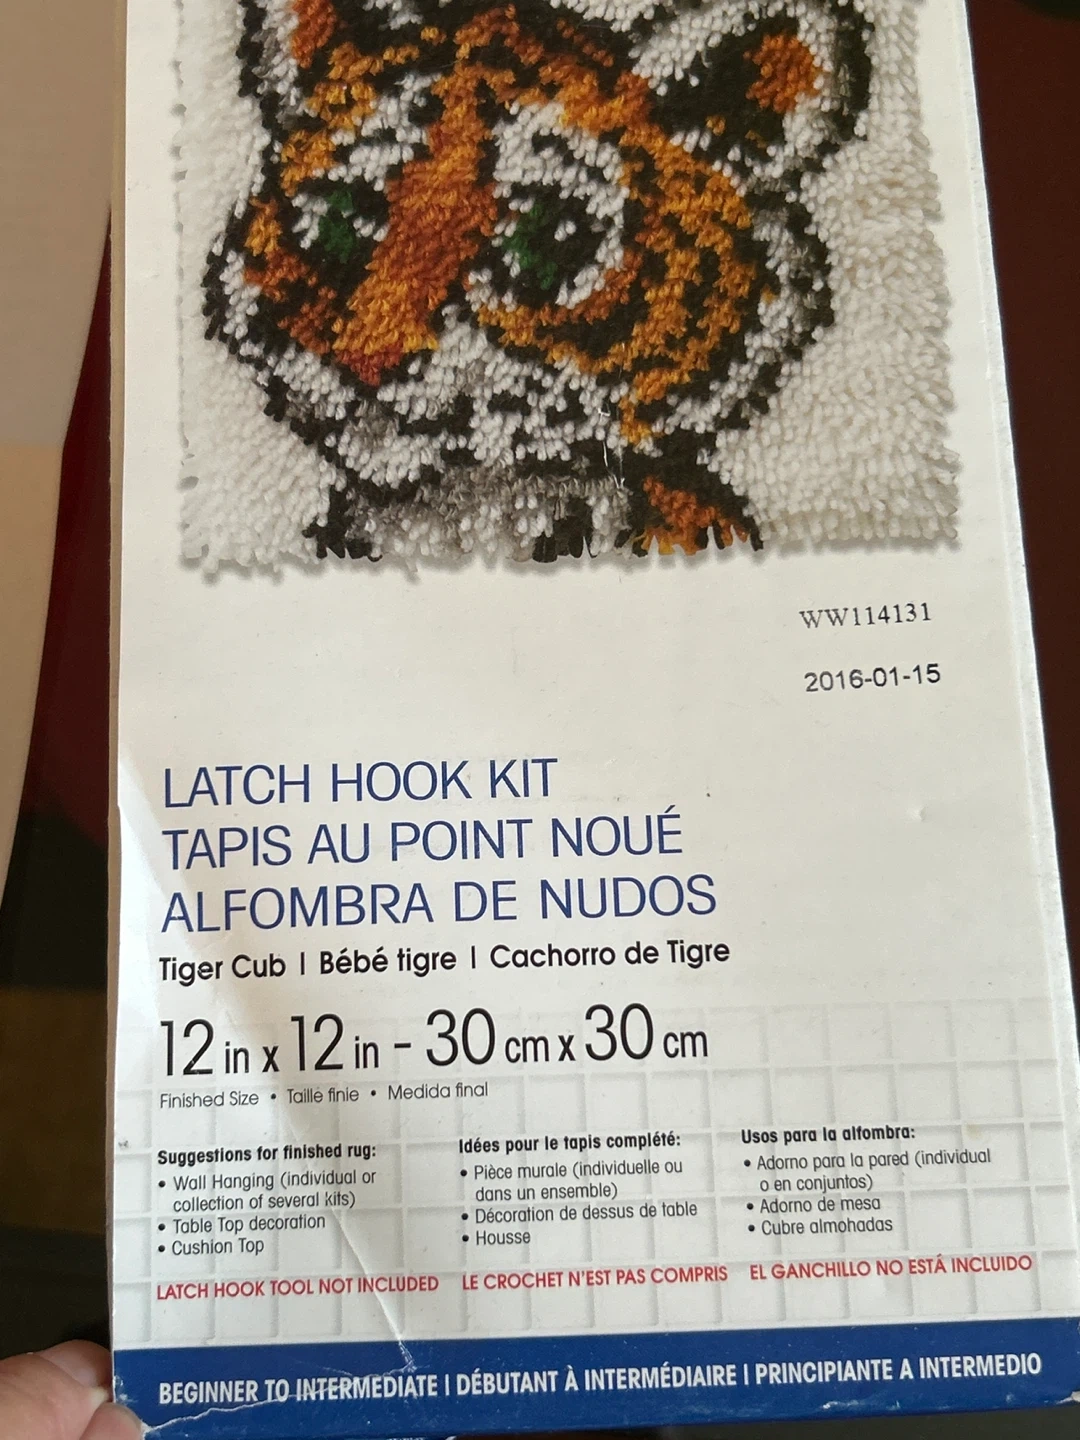 WW114131
2016-01-15
LATCH HOOK KIT
TAPIS AU POINT NOUÉ
ALFOMBRA DE NUDOS
Tiger Cub | Bébé tigre | Cachorro de Tigre
12 in x 12 in - 30 cm x 30 cm
Finished Size • Taille finie • Medida final
Suggestions for finished rug:
• Wall Hanging (individual or
collection of several kits)
• Table Top decoration
• Cushion Top
Idées pour le tapis complété:
• Pièce murale (individuelle ou
dans un ensemble)
• Décoration de dessus de table
• Housse
Usos para la alfombra:
• Adorno para la pared (individual
o en conjuntos)
• Adorno de mesa
• Cubre almohadas
LATCH HOOK TOOL NOT INCLUDED LE CROCHET N'EST PAS COMPRIS EL GANCHILLO NO ESTÁ INCLUIDO
BEGINNER TO INTERMEDIATE | DÉBUTANT À INTERMÉDIAIRE | PRINCIPIANTE A INTERMEDIO